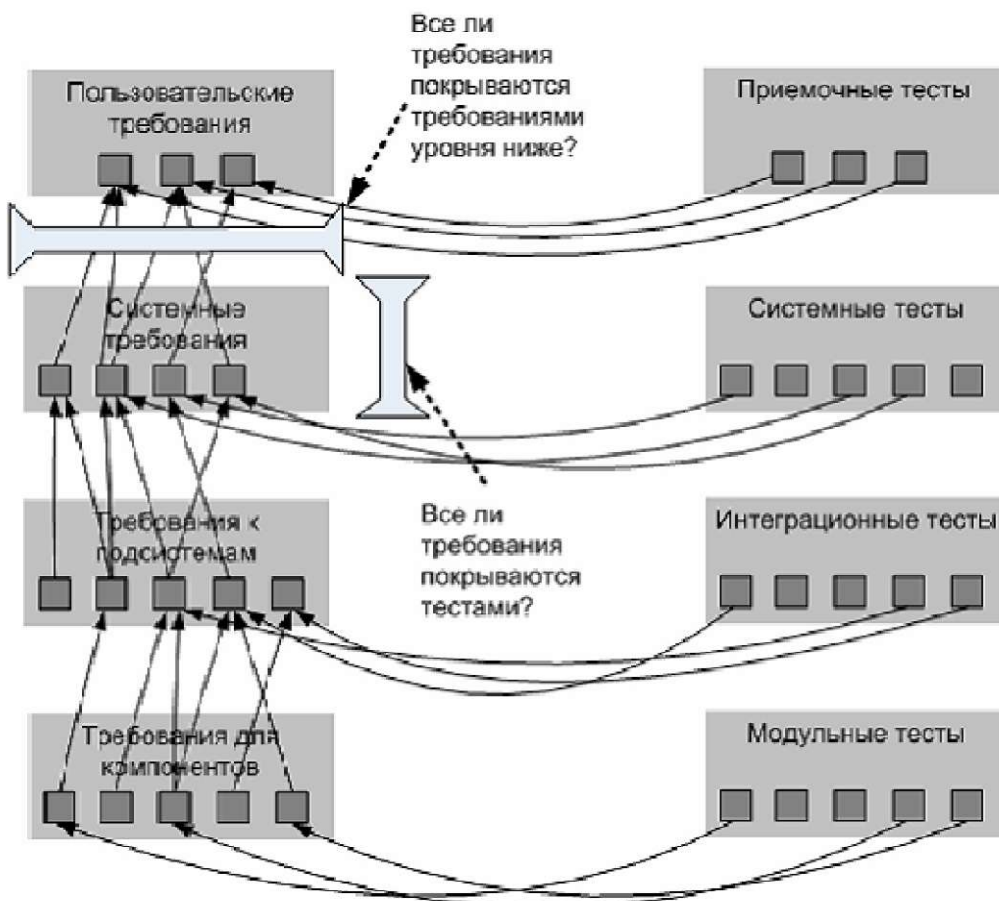 Все ли
требования
покрываются
требованиями
уровня ниже?
Пользовательские
требования
Приемочные тесты
Системные
требования
Системные тесты
Требования к
подсистемам
Все ли
требования
покрываются
тестами?
Интеграционные тесты
Требования для
компонентов
Модульные тесты